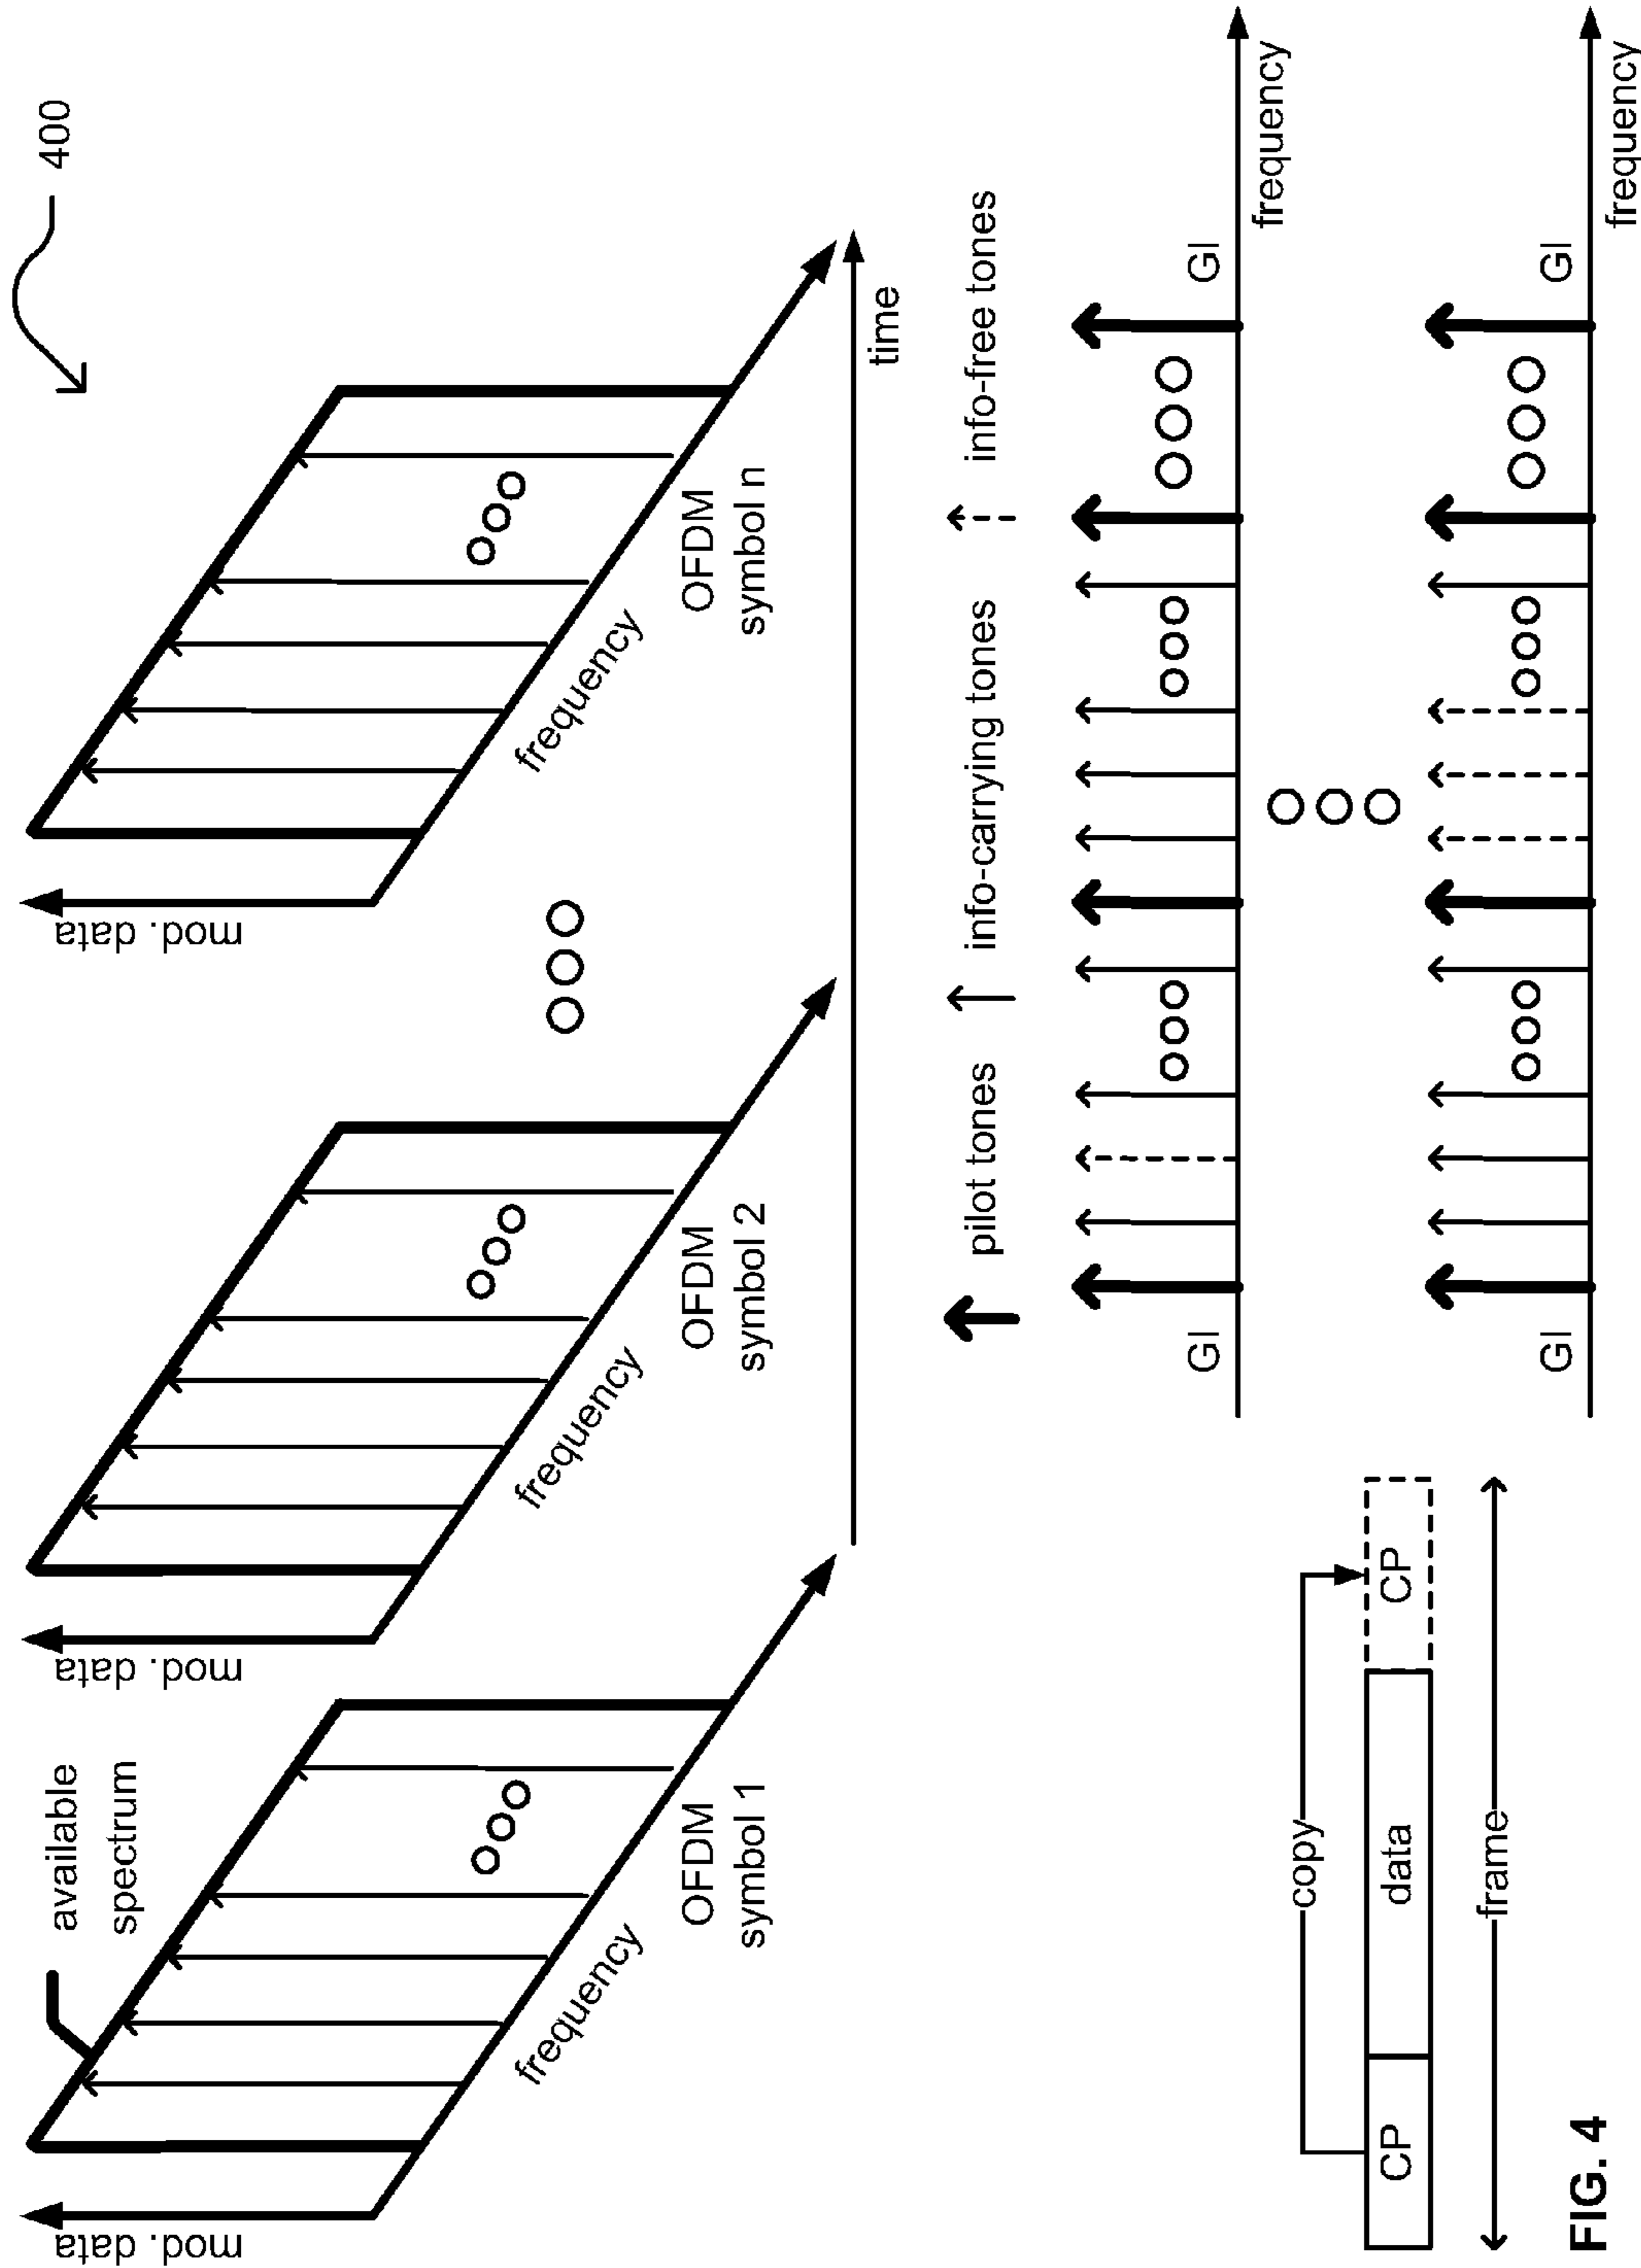 400
available
spectrum
mod. data
mod. data
mod. data
frequency
frequency
frequency
OFDM
symbol 1
OFDM
symbol 2
OFDM
symbol n
time
pilot tones
info-carrying tones
info-free tones
GI
GI
frequency
GI
GI
frequency
copy
CP
data
CP
frame
FIG. 4